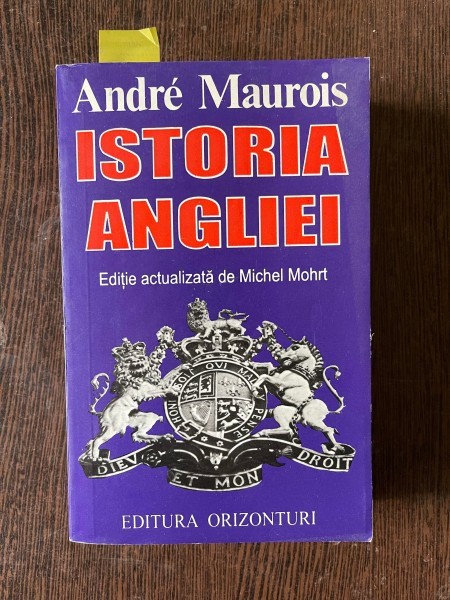 André Maurois
ISTORIA
ANGLIEI
Ediție actualizată de Michel Mohrt
HONI SOIT QUI MAL Y PENSE
DIEV ET MON DROIT
EDITURA ORIZONTURI